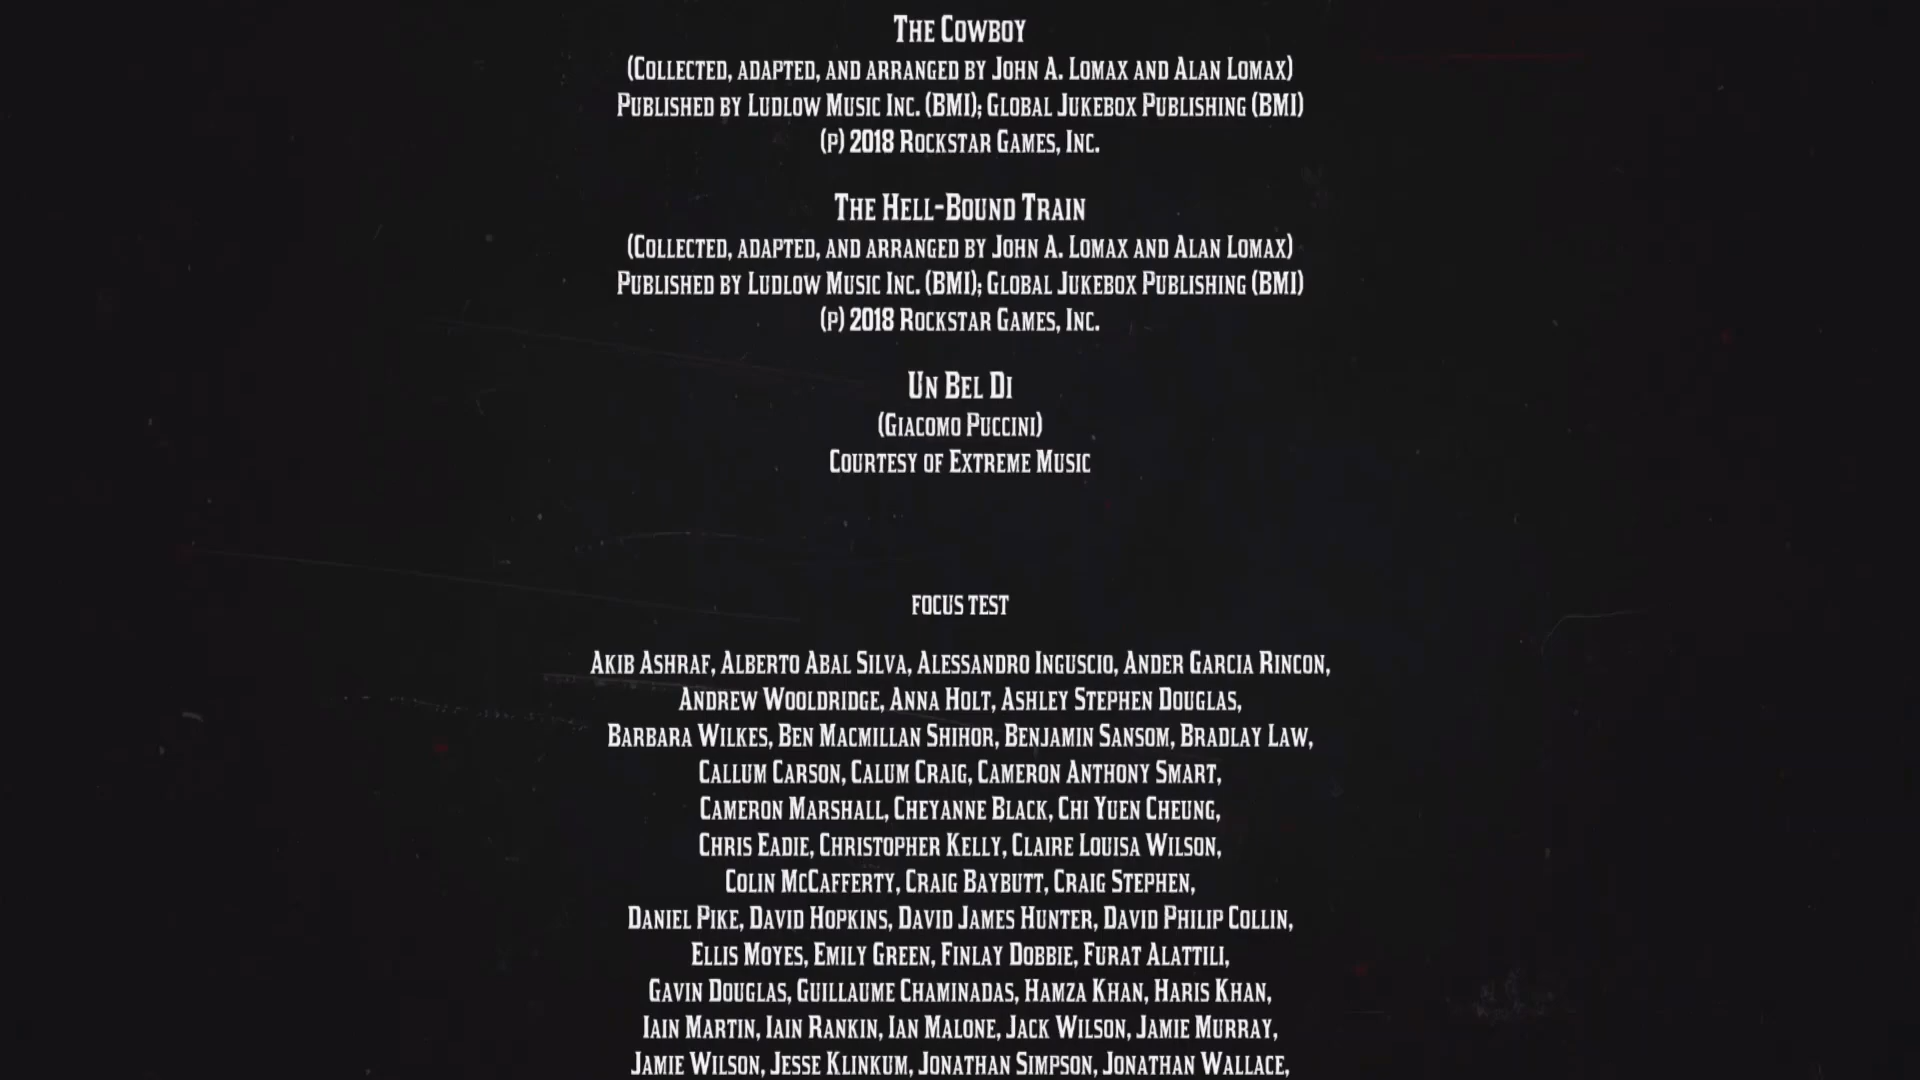 The Cowboy
(Collected, adapted, and arranged by John A. Lomax and Alan Lomax)
Published by Ludlow Music Inc. (BMI); Global Jukebox Publishing (BMI)
(P) 2018 Rockstar Games, Inc.
The Hell-Bound Train
(Collected, adapted, and arranged by John A. Lomax and Alan Lomax)
Published by Ludlow Music Inc. (BMI); Global Jukebox Publishing (BMI)
(P) 2018 Rockstar Games, Inc.
Un Bel Di
(Giacomo Puccini)
Courtesy of Extreme Music
FOCUS TEST
Akib Ashraf, Alberto Abal Silva, Alessandro Inguscio, Ander Garcia Rincon,
Andrew Wooldridge, Anna Holt, Ashley Stephen Douglas,
Barbara Wilkes, Ben Macmillan Shihor, Benjamin Sansom, Bradlay Law,
Callum Carson, Calum Craig, Cameron Anthony Smart,
Cameron Marshall, Cheyanne Black, Chi Yuen Cheung,
Chris Eadie, Christopher Kelly, Claire Louisa Wilson,
Colin McCafferty, Craig Baybutt, Craig Stephen,
Daniel Pike, David Hopkins, David James Hunter, David Philip Collin,
Ellis Moyes, Emily Green, Finlay Dobbie, Furat Alattili,
Gavin Douglas, Guillaume Chaminadas, Hamza Khan, Haris Khan,
Iain Martin, Iain Rankin, Ian Malone, Jack Wilson, Jamie Murray,
Jamie Wilson, Jesse Klinkum, Jonathan Simpson, Jonathan Wallace,